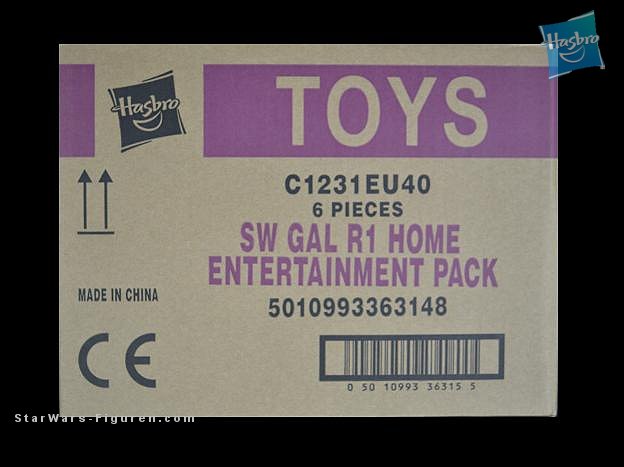 Hasbro
Hasbro
TOYS
C1231EU40
6 PIECES
SW GAL R1 HOME
ENTERTAINMENT PACK
5010993363148
MADE IN CHINA
CE
0 50 10993 36315 5
StarWars-Figuren.com